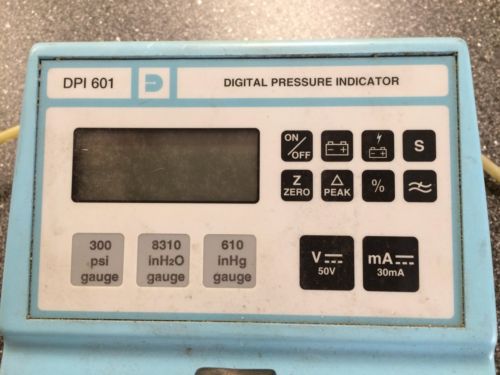 DPI 601
DIGITAL PRESSURE INDICATOR
ON/OFF
S
Z
ZERO
Δ
PEAK
%
300
psi
gauge
8310
inH2O
gauge
610
inHg
gauge
V
50V
mA
30mA